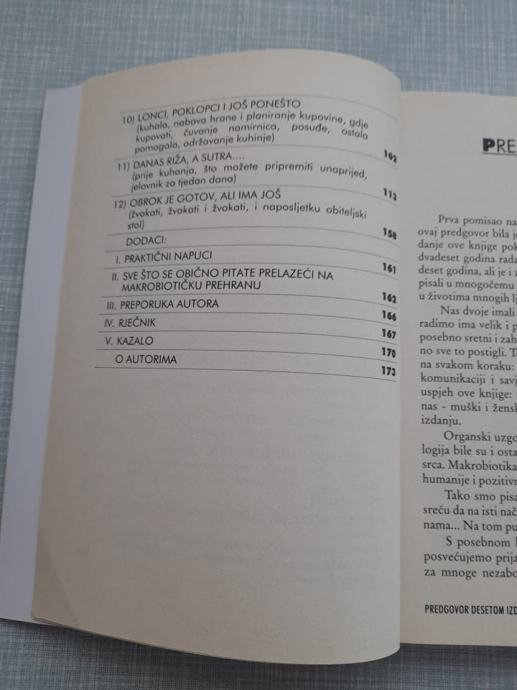 10) LONCI, POKLOPCI I JOŠ PONEŠTO
(kuhala, nabava hrane i planiranje kupovine, gdje
kupovati, čuvanje namirnica, posuđe, ostala
pomagala, održavanje kuhinje) 102
11) DANAS RIŽA, A SUTRA....
(prije kuhanja, što možete pripremiti unaprijed,
jelovnik za tjedan dana) 113
12) OBROK JE GOTOV, ALI IMA JOŠ
(žvakati, žvakati i žvakati, i naposljetku obiteljski
stol) 158
DODACI:
I. PRAKTIČNI NAPUCI 161
II. SVE ŠTO SE OBIČNO PITATE PRELAZEĆI NA
MAKROBIOTIČKU PREHRANU 162
III. PREPORUKA AUTORA 166
IV. RJEČNIK 167
V. KAZALO 170
O AUTORIMA 173
PRE
Prva pomisao na
ovaj predgovor bila j
danje ove knjige pok
dvadeset godina rada
deset godina, ali je i z
pisali u mnogočemu
u životima mnogih lj
Nas dvoje imali
radimo ima velik i p
posebno sretni i zah
no sve to postigli. T
na svakom koraku:
komunikaciji i savj
uspjeh ove knjige:
nas - muški i žensk
izdanju.
Organski uzgo
logija bile su i osta
srca. Makrobiotika
humanije i pozitivn
Tako smo pisa
sreću da na isti nač
nama... Na tom pu
S posebnom l
posvećujemo prija
za mnoge nezabo
PREDGOVOR DESETOM IZD